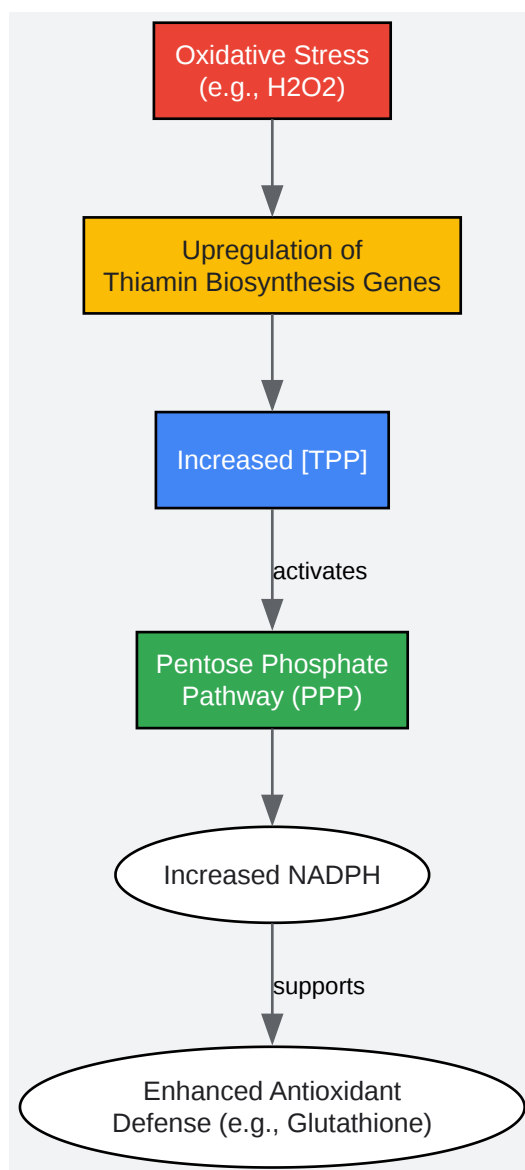 Oxidative Stress
(e.g., H2O2)
Upregulation of
Thiamin Biosynthesis Genes
Increased [TPP]
activates
Pentose Phosphate
Pathway (PPP)
Increased NADPH
supports
Enhanced Antioxidant
Defense (e.g., Glutathione)